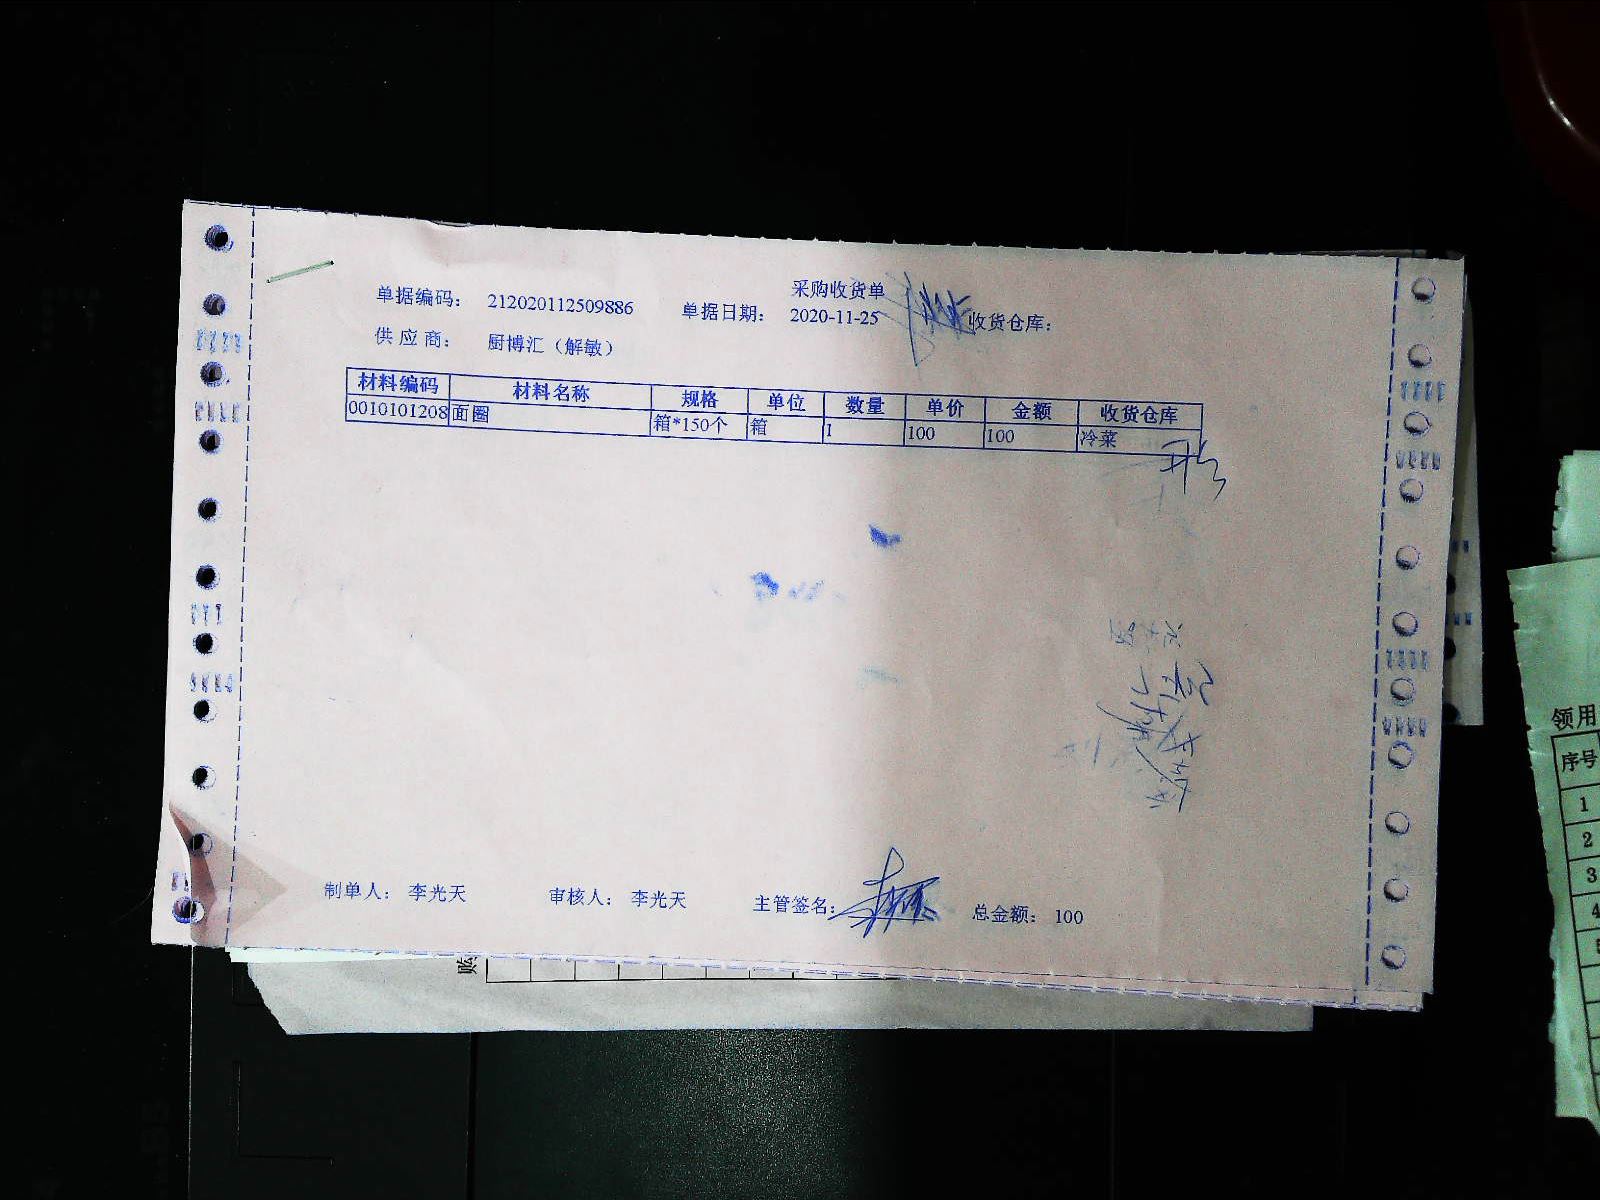 采购收货单
单据编码： 212020112509886 单据日期： 2020-11-25 收货仓库：
供应商： 厨博汇（解敏）
材料编码 材料名称 规格 单位 数量 单价 金额 收货仓库
0010101208 面圈 箱*150个 箱 1 100 100 冷菜
制单人： 李光天 审核人： 李光天 主管签名： 总金额： 100
购
领用
序号
1
2
3
4
5